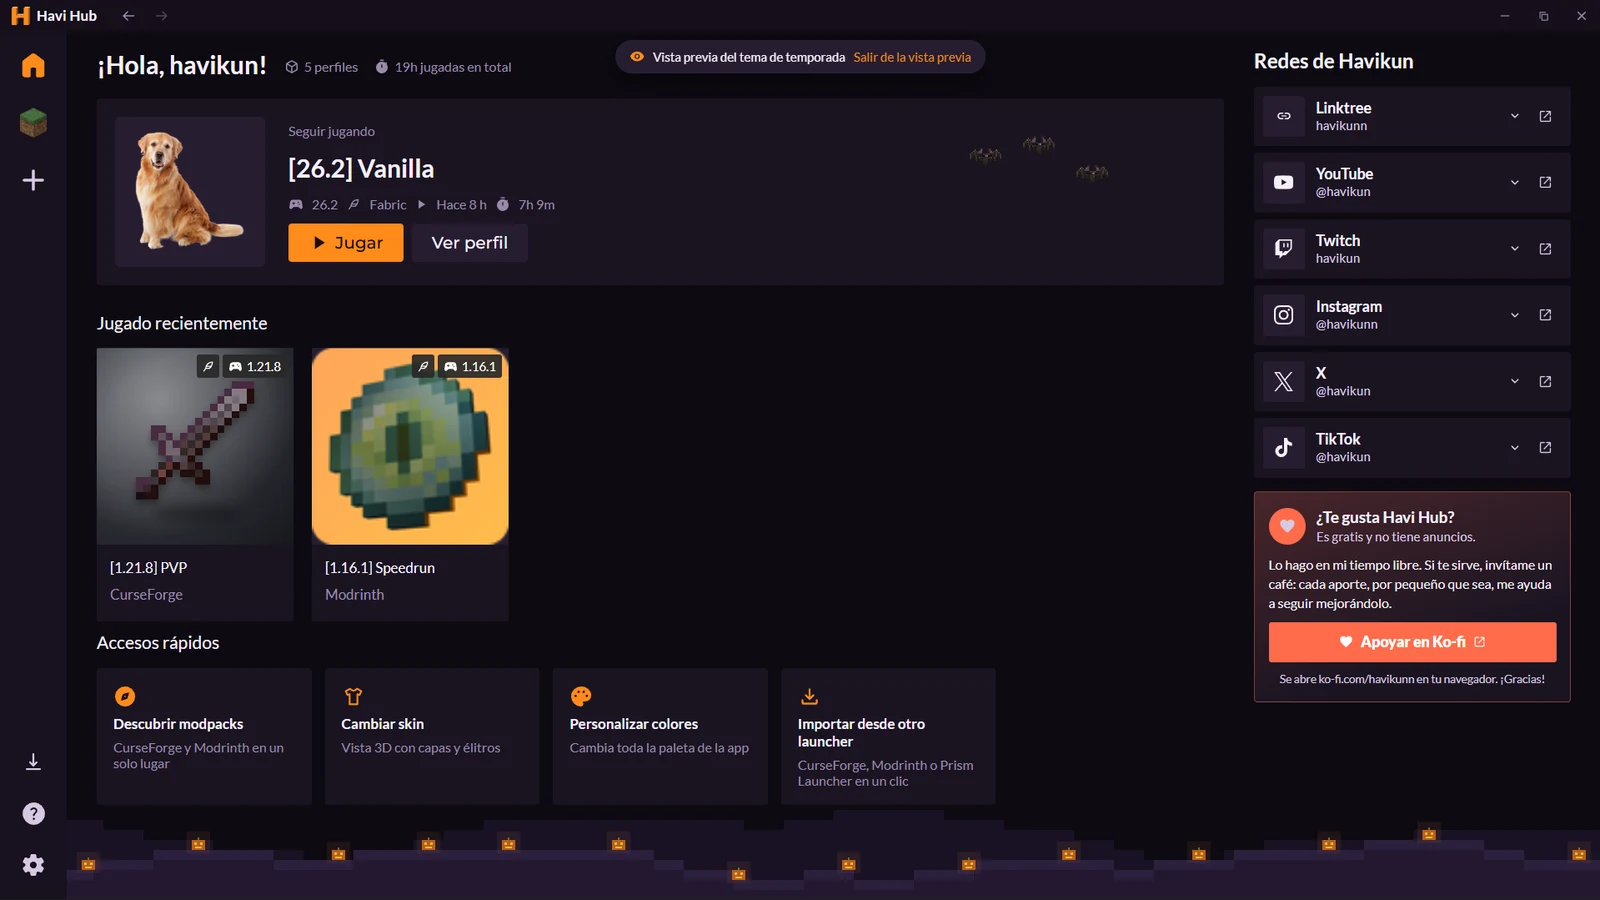 Havi Hub
¡Hola, havikun!
5 perfiles
19h jugadas en total
Vista previa del tema de temporada Salir de la vista previa
Seguir jugando
[26.2] Vanilla
26.2 Fabric Hace 8 h 7h 9m
Jugar
Ver perfil
Jugado recientemente
1.21.8
[1.21.8] PVP
CurseForge
1.16.1
[1.16.1] Speedrun
Modrinth
Accesos rápidos
Descubrir modpacks
CurseForge y Modrinth en un
solo lugar
Cambiar skin
Vista 3D con capas y élitros
Personalizar colores
Cambia toda la paleta de la app
Importar desde otro
launcher
CurseForge, Modrinth o Prism
Launcher en un clic
Redes de Havikun
Linktree
havikunn
YouTube
@havikun
Twitch
havikun
Instagram
@havikunn
X
@havikun
TikTok
@havikun
¿Te gusta Havi Hub?
Es gratis y no tiene anuncios.
Lo hago en mi tiempo libre. Si te sirve, invítame un
café: cada aporte, por pequeño que sea, me ayuda
a seguir mejorándolo.
Apoyar en Ko-fi
Se abre ko-fi.com/havikunn en tu navegador. ¡Gracias!